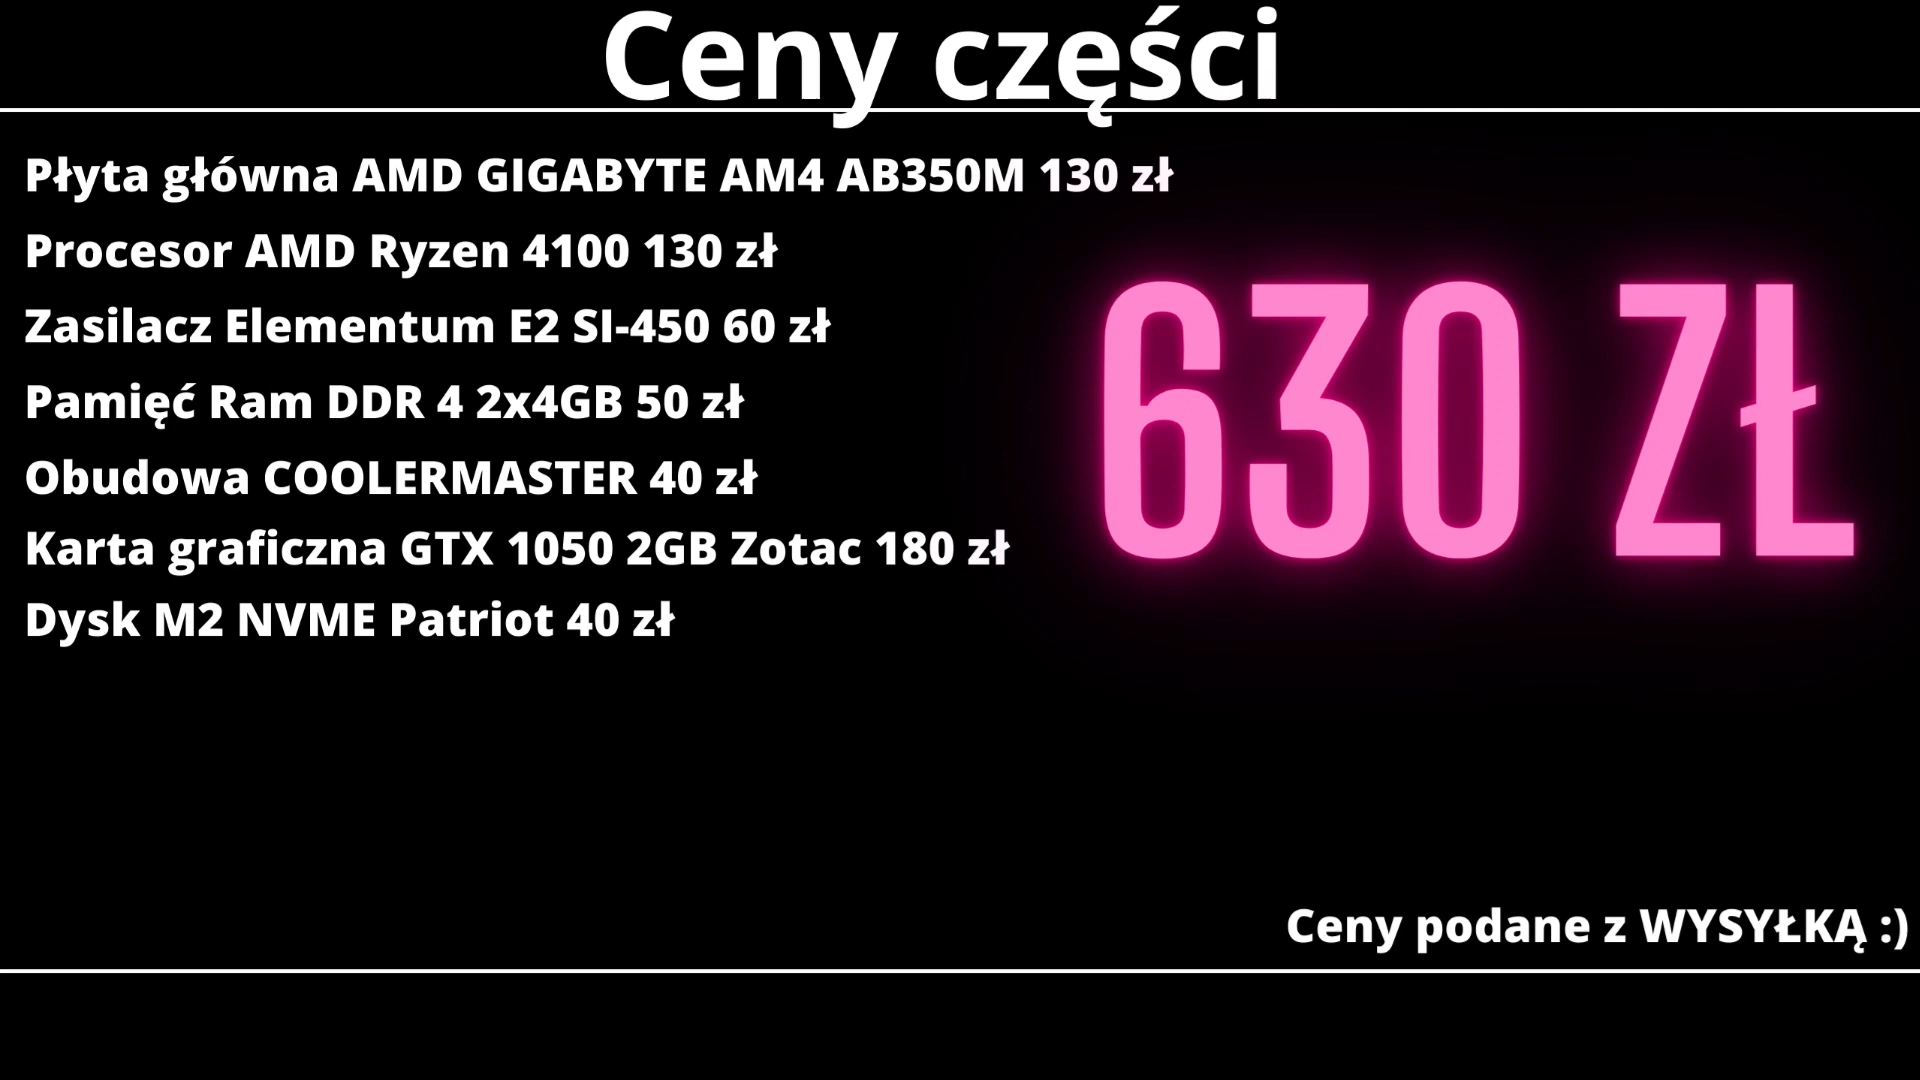 Ceny części
Płyta główna AMD GIGABYTE AM4 AB350M 130 zł
Procesor AMD Ryzen 4100 130 zł
Zasilacz Elementum E2 SI-450 60 zł
Pamięć Ram DDR 4 2x4GB 50 zł
Obudowa COOLERMASTER 40 zł
Karta graficzna GTX 1050 2GB Zotac 180 zł
Dysk M2 NVME Patriot 40 zł
630 ZŁ
Ceny podane z WYSYŁKĄ :)